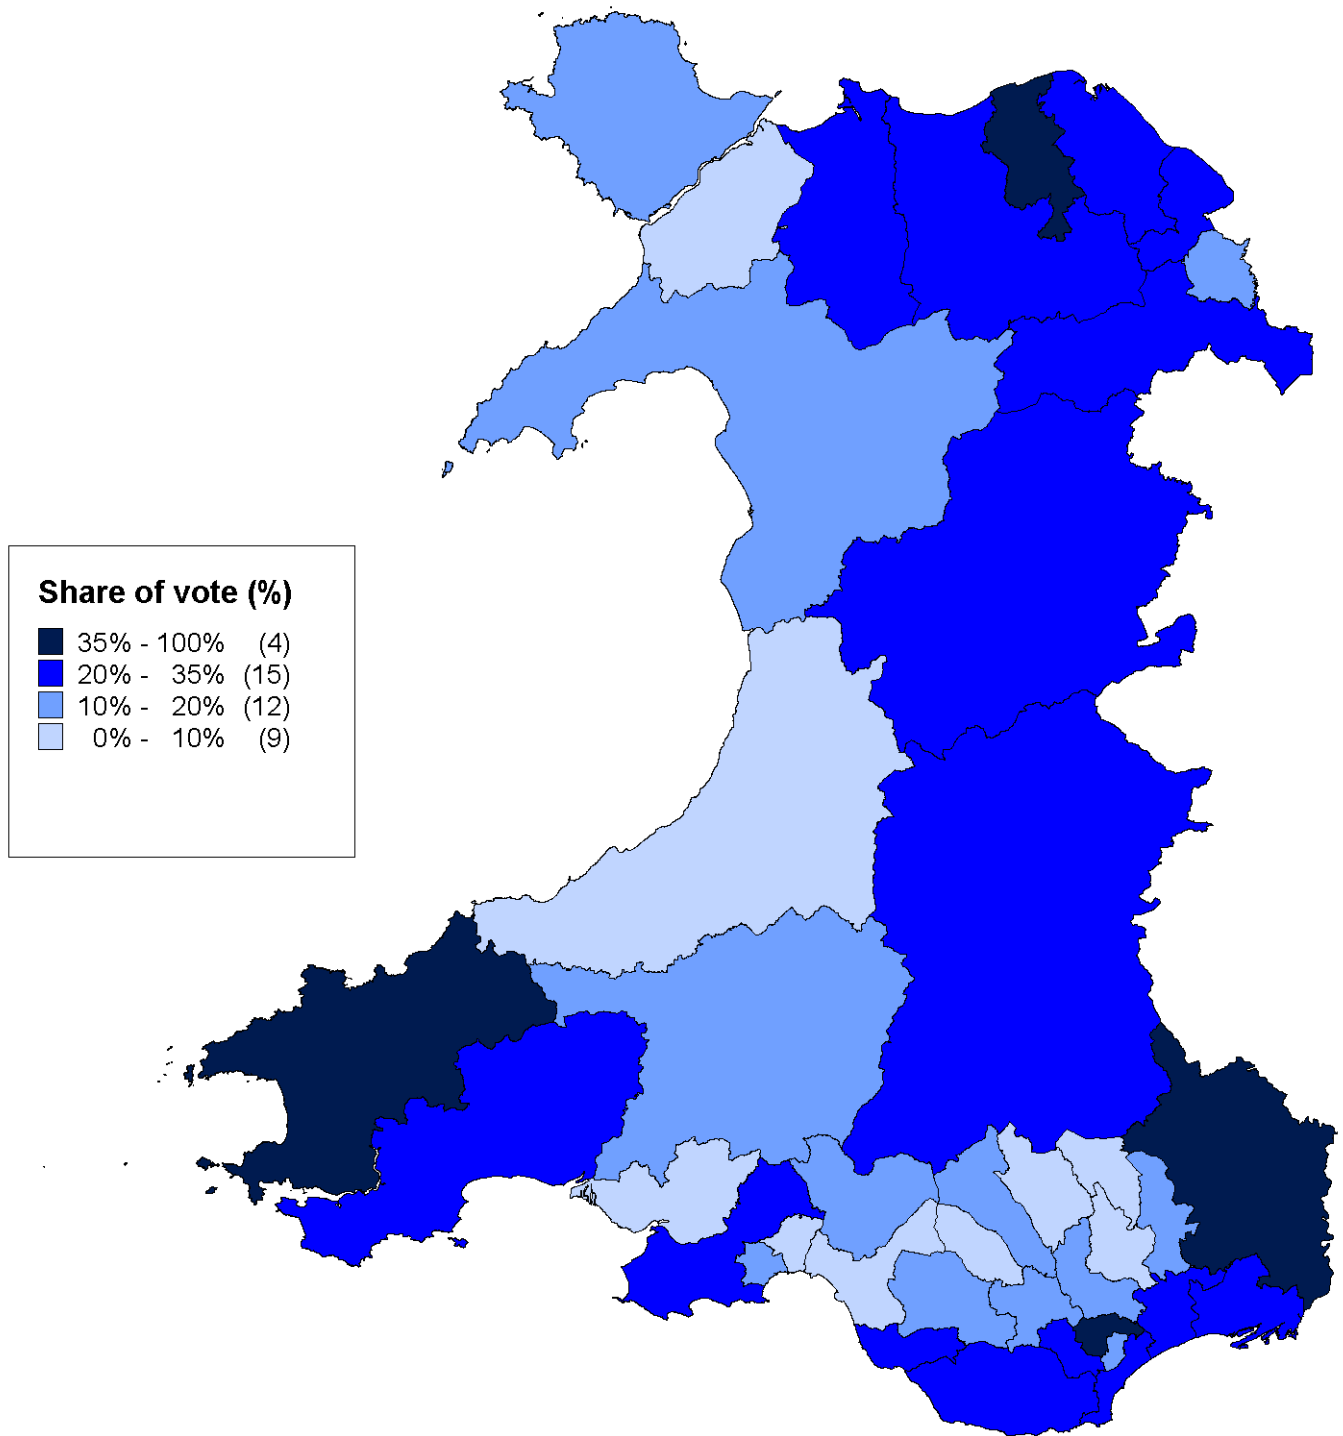 Share of vote (%)
35% - 100% (4)
20% - 35% (15)
10% - 20% (12)
0% - 10% (9)